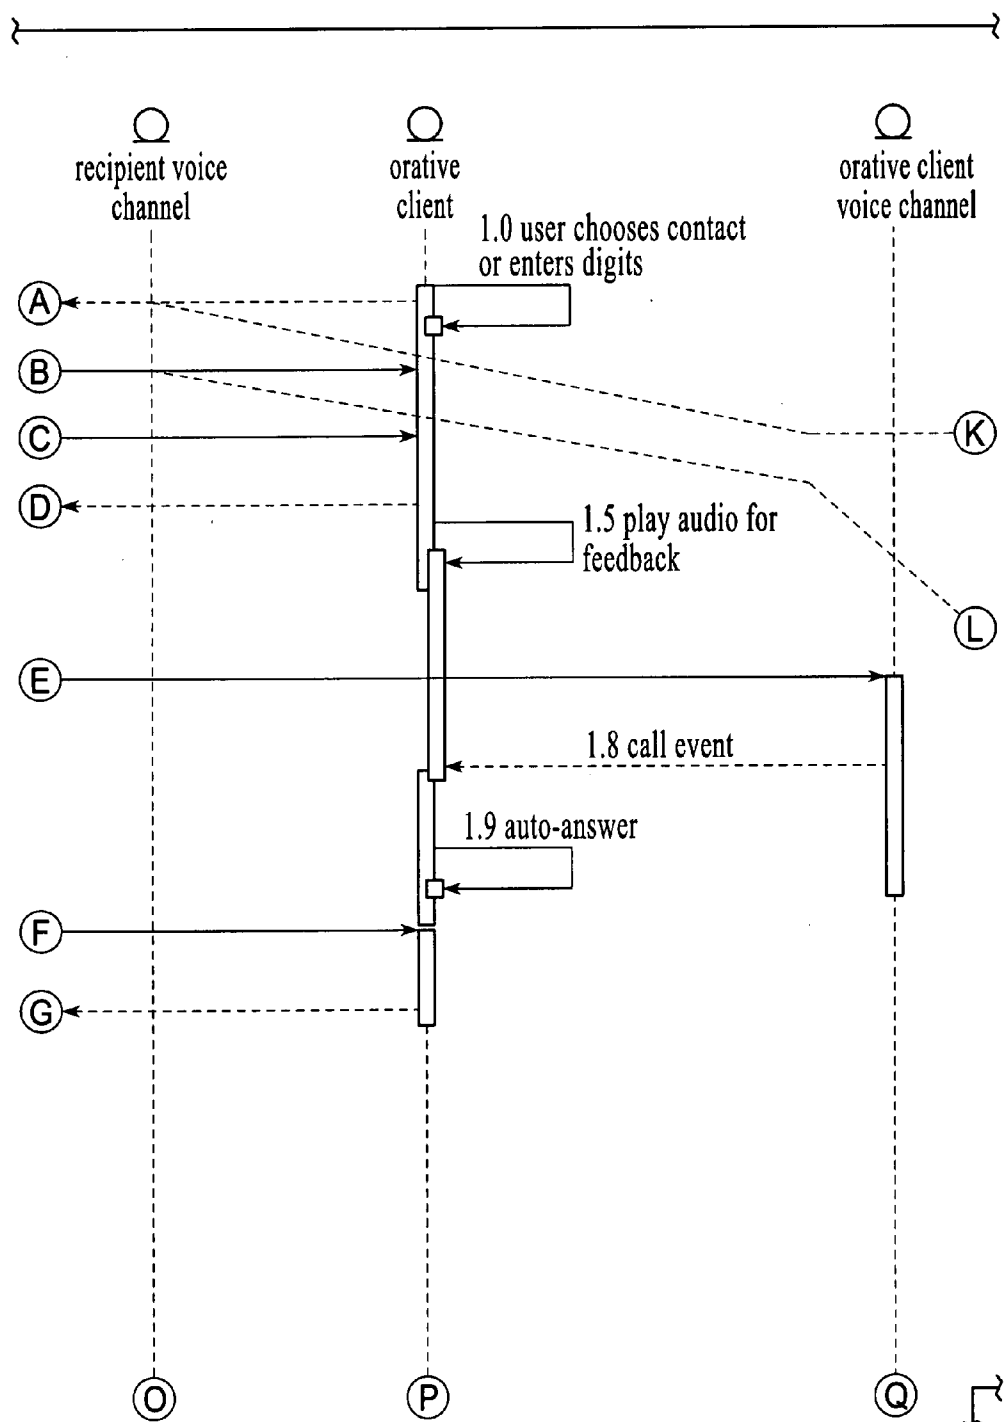 recipient voice
channel
orative
client
orative client
voice channel
1.0 user chooses contact
or enters digits
A
B
C
K
D
1.5 play audio for
feedback
L
E
1.8 call event
1.9 auto-answer
F
G
O
P
Q